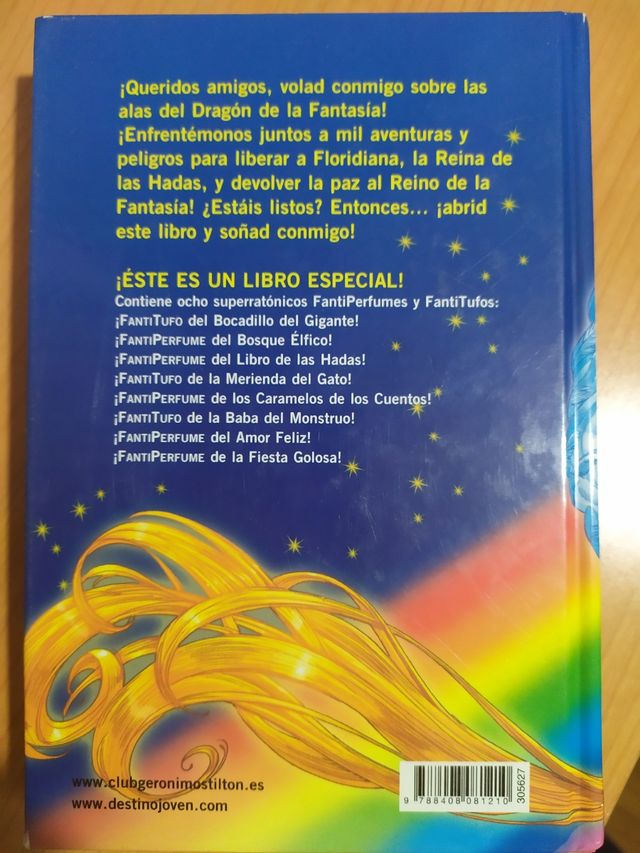 ¡Queridos amigos, volad conmigo sobre las
alas del Dragón de la Fantasía!
¡Enfrentémonos juntos a mil aventuras y
peligros para liberar a Floridiana, la Reina de
las Hadas, y devolver la paz al Reino de la
Fantasía! ¿Estáis listos? Entonces... ¡abrid
este libro y soñad conmigo!
¡ÉSTE ES UN LIBRO ESPECIAL!
Contiene ocho superratónicos FantiPerfumes y FantiTufos:
¡FANTITUFO del Bocadillo del Gigante!
¡FANTIPERFUME del Bosque Élfico!
¡FANTIPERFUME del Libro de las Hadas!
¡FANTITUFO de la Merienda del Gato!
¡FANTIPERFUME de los Caramelos de los Cuentos!
¡FANTITUFO de la Baba del Monstruo!
¡FANTIPERFUME del Amor Feliz!
¡FANTIPERFUME de la Fiesta Golosa!
www.clubgeronimostilton.es
www.destinojoven.com
9 788408 081210
305627